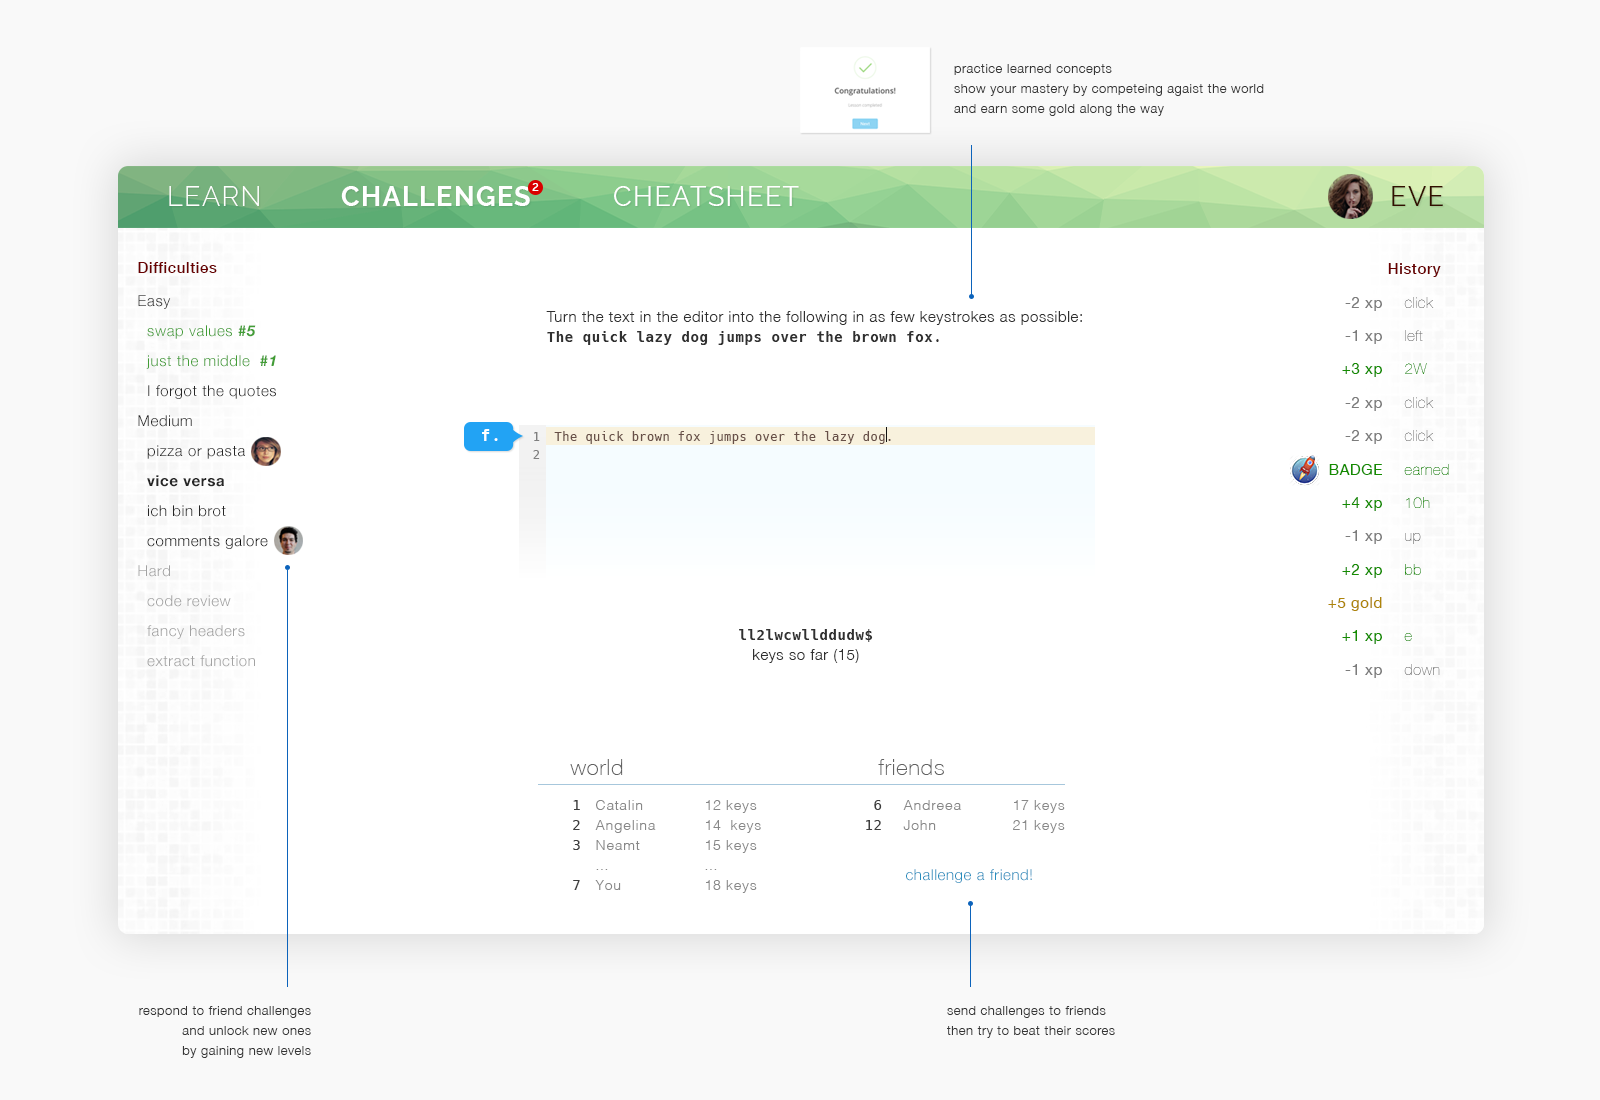 Congratulations!
Lesson completed
Next
practice learned concepts
show your mastery by competeing agaist the world
and earn some gold along the way
LEARN
CHALLENGES 2
CHEATSHEET
EVE
Difficulties
Easy
swap values #5
just the middle #1
I forgot the quotes
Medium
pizza or pasta
vice versa
ich bin brot
comments galore
Hard
code review
fancy headers
extract function
Turn the text in the editor into the following in as few keystrokes as possible:
The quick lazy dog jumps over the brown fox.
f.
1 The quick brown fox jumps over the lazy dog.
2
ll2lwcwllddudw$
keys so far (15)
world
1 Catalin 12 keys
2 Angelina 14 keys
3 Neamt 15 keys
... ...
7 You 18 keys
friends
6 Andreea 17 keys
12 John 21 keys
challenge a friend!
History
-2 xp click
-1 xp left
+3 xp 2W
-2 xp click
-2 xp click
BADGE earned
+4 xp 10h
-1 xp up
+2 xp bb
+5 gold
+1 xp e
-1 xp down
respond to friend challenges
and unlock new ones
by gaining new levels
send challenges to friends
then try to beat their scores